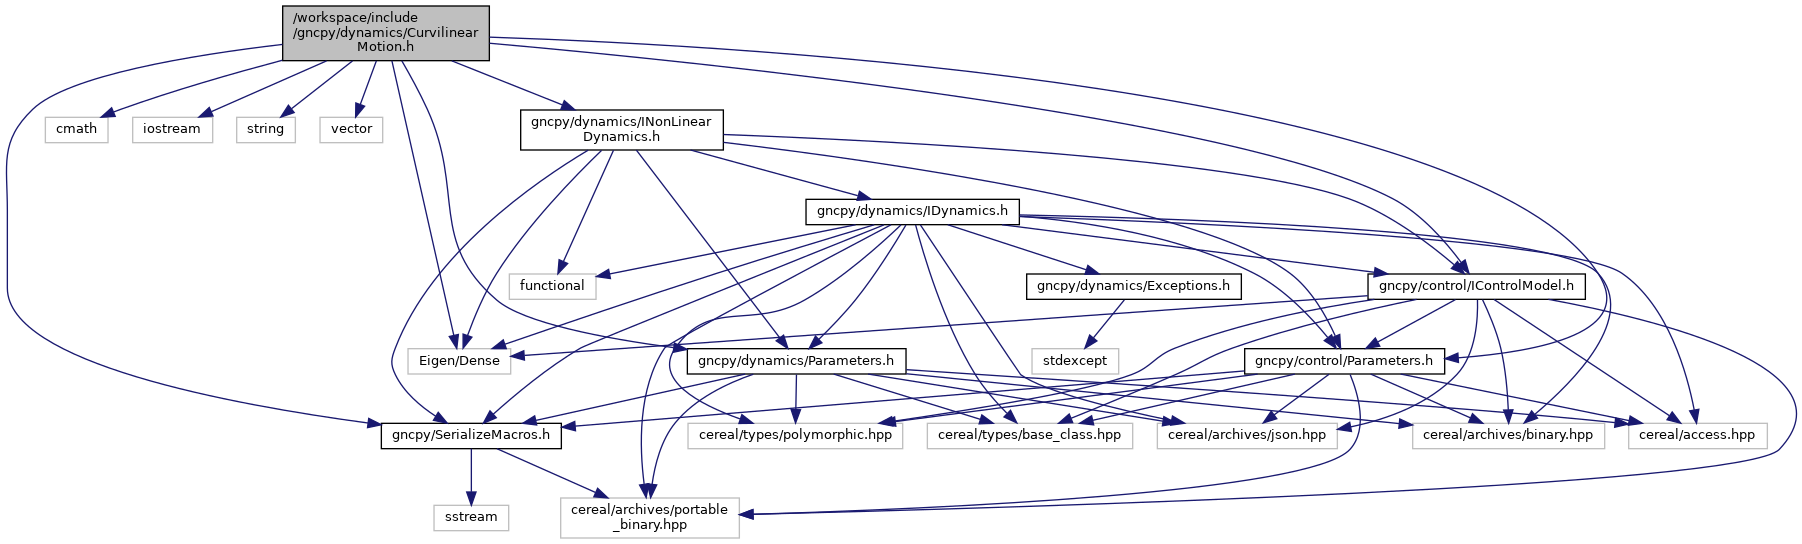 /workspace/include
/gncpy/dynamics/Curvilinear
Motion.h
cmath
iostream
string
vector
gncpy/dynamics/INonLinear
Dynamics.h
gncpy/dynamics/IDynamics.h
functional
gncpy/dynamics/Exceptions.h
gncpy/control/IControlModel.h
Eigen/Dense
gncpy/dynamics/Parameters.h
stdexcept
gncpy/control/Parameters.h
gncpy/SerializeMacros.h
cereal/types/polymorphic.hpp
cereal/types/base_class.hpp
cereal/archives/json.hpp
cereal/archives/binary.hpp
cereal/access.hpp
sstream
cereal/archives/portable
_binary.hpp